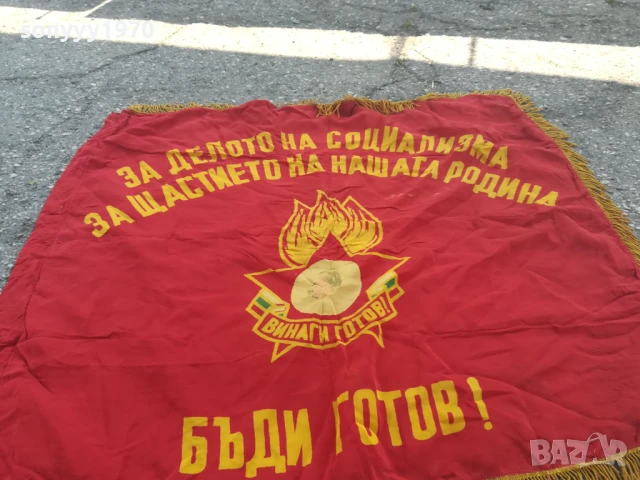 sonyyy1970
ЗА ДЕЛОТО НА СОЦИАЛИЗМА
ЗА ЩАСТИЕТО НА НАШАТА РОДИНА
ВИНАГИ ГОТОВ!
БЪДИ ГОТОВ!
BAZAR